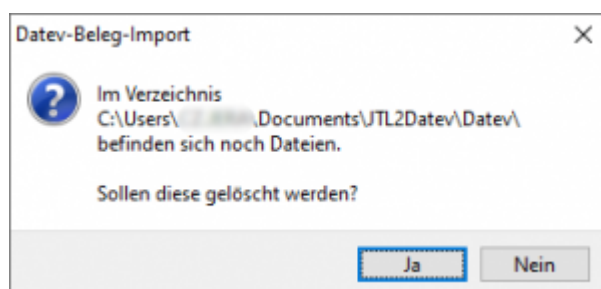 Datev-Beleg-Import
Im Verzeichnis
C:\Users\ \Documents\JTL2Datev\Datev\
befinden sich noch Dateien.
Sollen diese gelöscht werden?
Ja
Nein